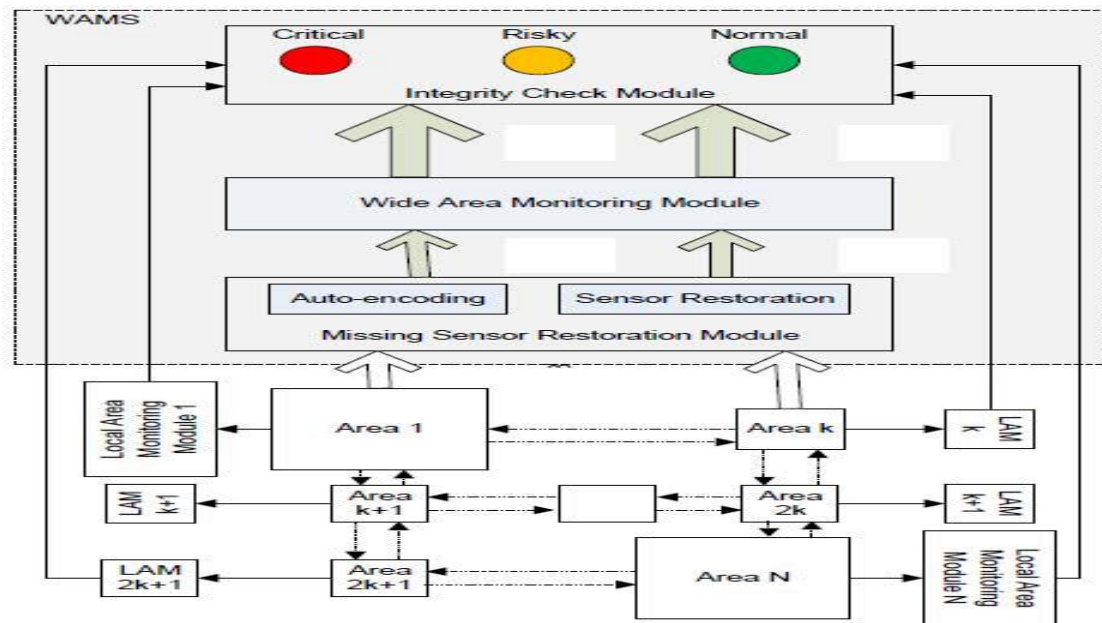 WAMS
Critical Risky Normal
Integrity Check Module
Wide Area Monitoring Module
Auto-encoding Sensor Restoration
Missing Sensor Restoration Module
Local Area
Monitoring
Module 1
Area 1
Area k
LAM
k
LAM
k+1
Area
k+1
Area
2k
LAM
k+1
LAM
2k+1
Area
2k+1
Area N
Local Area
Monitoring
Module N